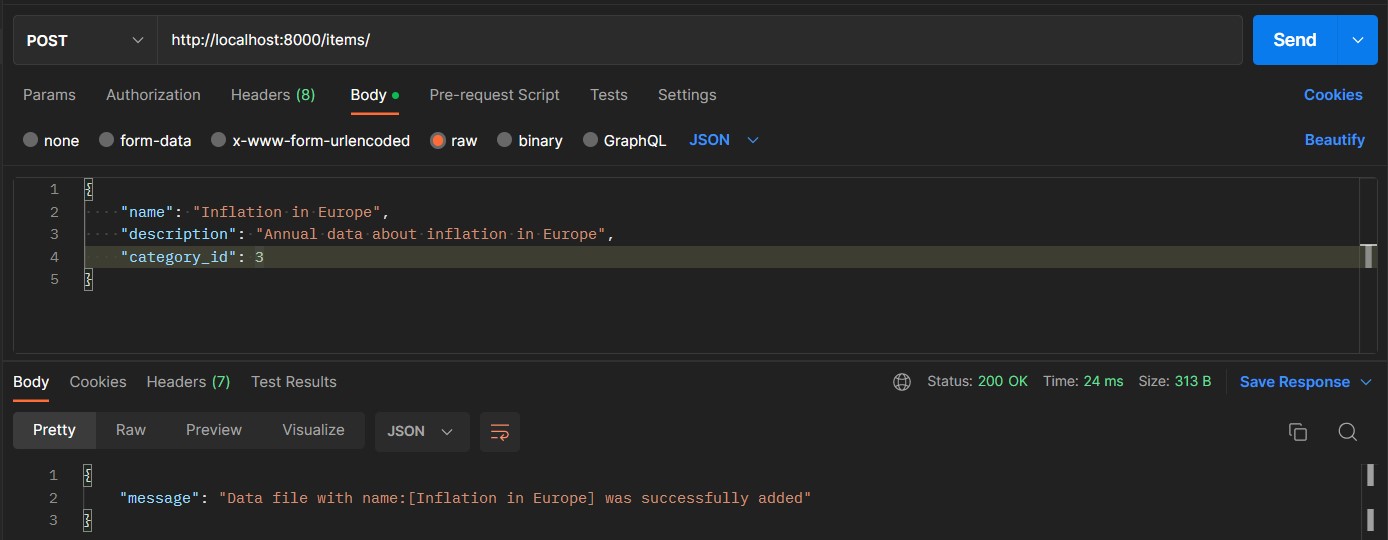 POST http://localhost:8000/items/ Send
Params Authorization Headers (8) Body Pre-request Script Tests Settings Cookies
none form-data x-www-form-urlencoded raw binary GraphQL JSON Beautify
1 {
2 "name": "Inflation in Europe",
3 "description": "Annual data about inflation in Europe",
4 "category_id": 3
5 }
Body Cookies Headers (7) Test Results Status: 200 OK Time: 24 ms Size: 313 B Save Response
Pretty Raw Preview Visualize JSON
1 {
2 "message": "Data file with name:[Inflation in Europe] was successfully added"
3 }